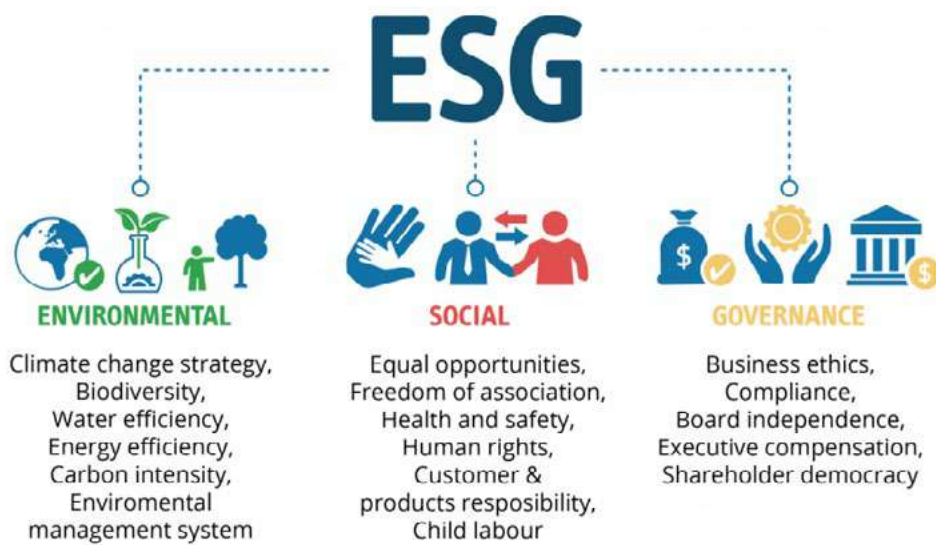 ESG
ENVIRONMENTAL
Climate change strategy,
Biodiversity,
Water efficiency,
Energy efficiency,
Carbon intensity,
Enviromental
management system
SOCIAL
Equal opportunities,
Freedom of association,
Health and safety,
Human rights,
Customer &
products resposibility,
Child labour
$
$
GOVERNANCE
Business ethics,
Compliance,
Board independence,
Executive compensation,
Shareholder democracy